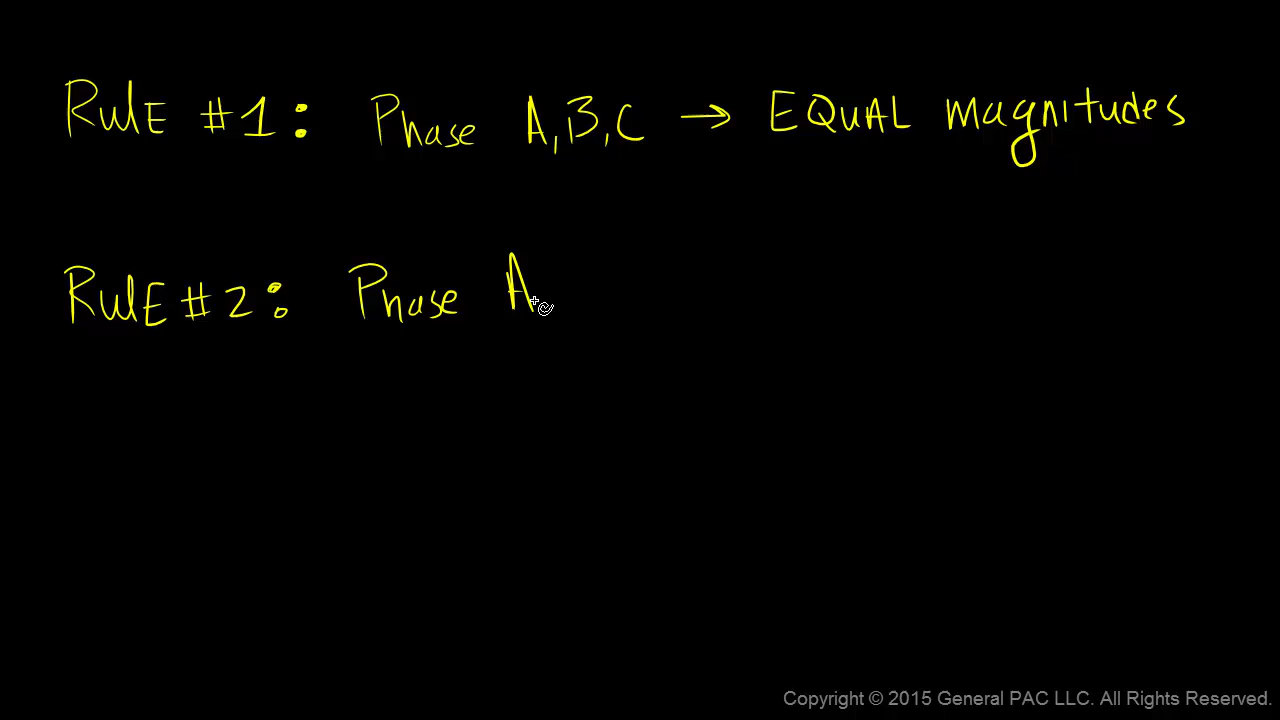 RulE #1: Phase A, B, C → EQUAL magnitudes
RulE #2: Phase A
Copyright © 2015 General PAC LLC. All Rights Reserved.